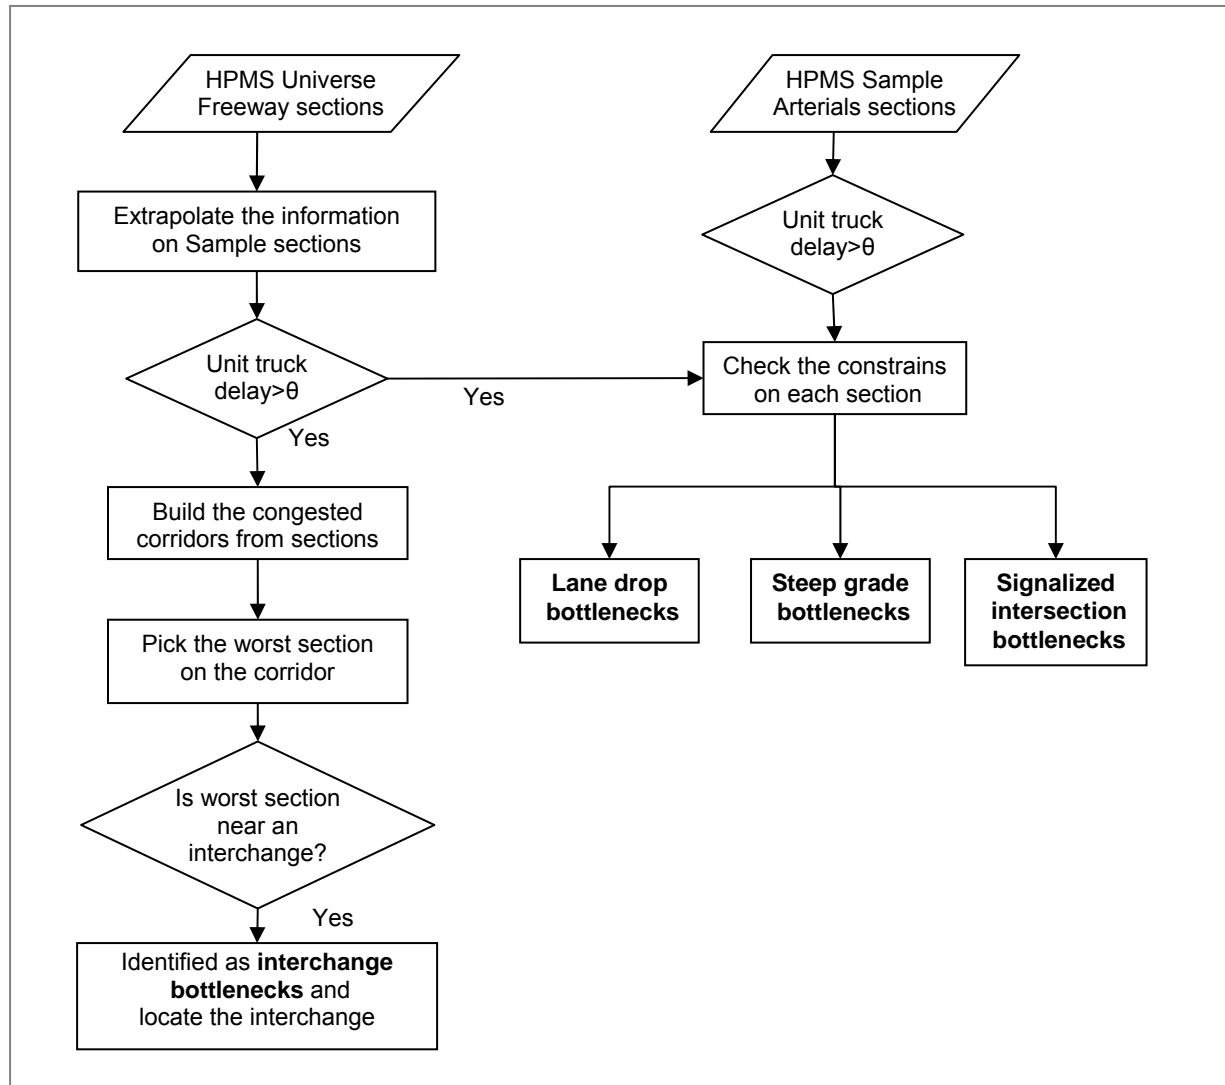 HPMS Universe
Freeway sections
HPMS Sample
Arterials sections
Extrapolate the information
on Sample sections
Unit truck
delay>θ
Unit truck
delay>θ
Yes
Yes
Check the constrains
on each section
Build the congested
corridors from sections
Lane drop
bottlenecks
Steep grade
bottlenecks
Signalized
intersection
bottlenecks
Pick the worst section
on the corridor
Is worst section
near an
interchange?
Yes
Identified as interchange
bottlenecks and
locate the interchange